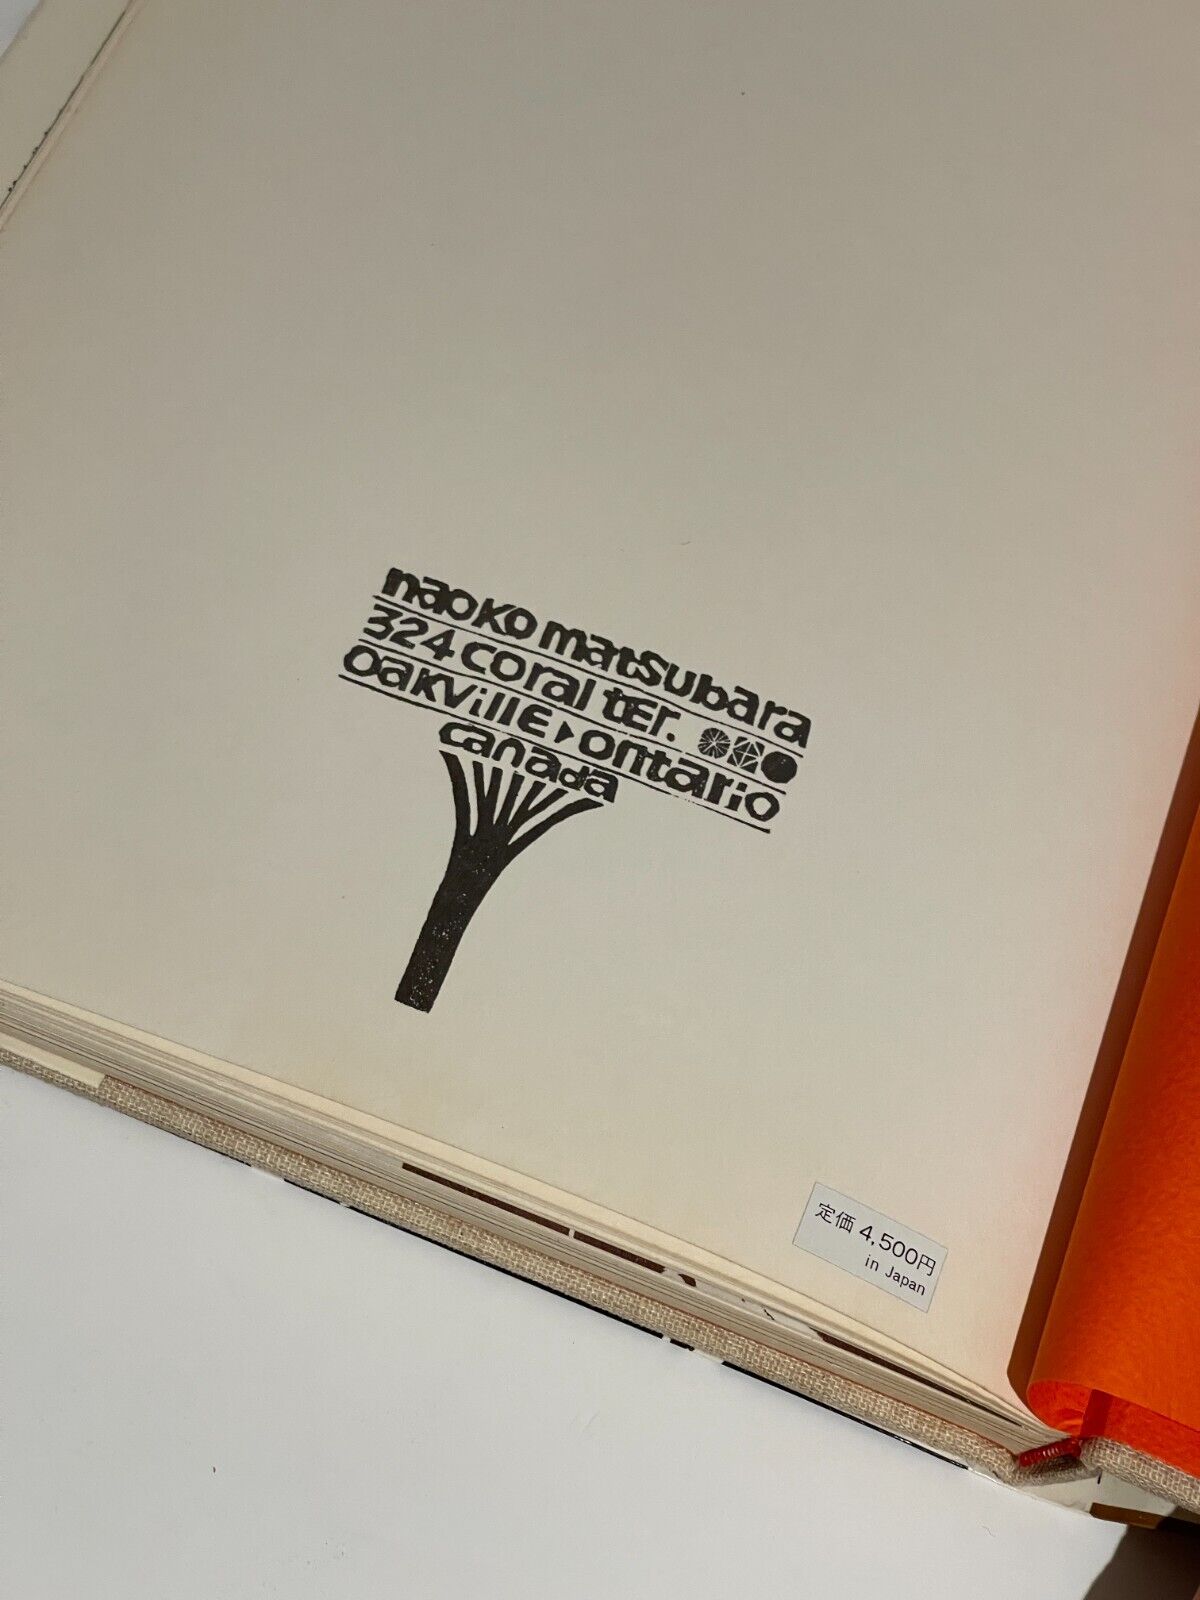 naoko matsubara
324 coral ter.
oakville ontario
canada
定価 4,500円
in Japan